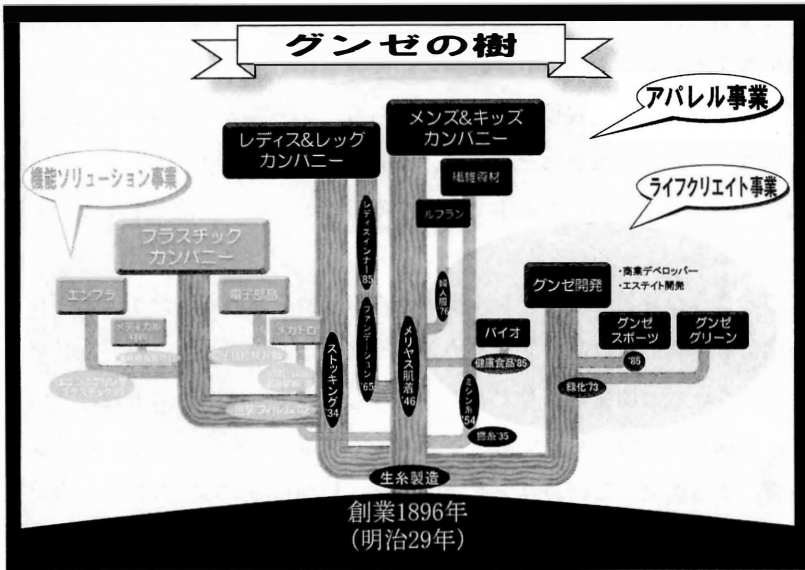 グンゼの樹
アパレル事業
メンズ&キッズ
カンパニー
レディス&レッグ
カンパニー
繊維資材
機能ソリューション事業
ライフクリエイト事業
ルフラン
レディスインナー'85
プラスチック
カンパニー
婦人服'76
グンゼ開発
・商業デベロッパー
・エステイト開発
エンプラ
電子部品
メカトロ
ファンデーション'65
メリヤス肌着'46
バイオ
グンゼ
スポーツ
グンゼ
グリーン
ストッキング'34
健康食品'85
'85
ミシン糸'54
緑化'73
撚糸'35
生糸製造
創業1896年
(明治29年)